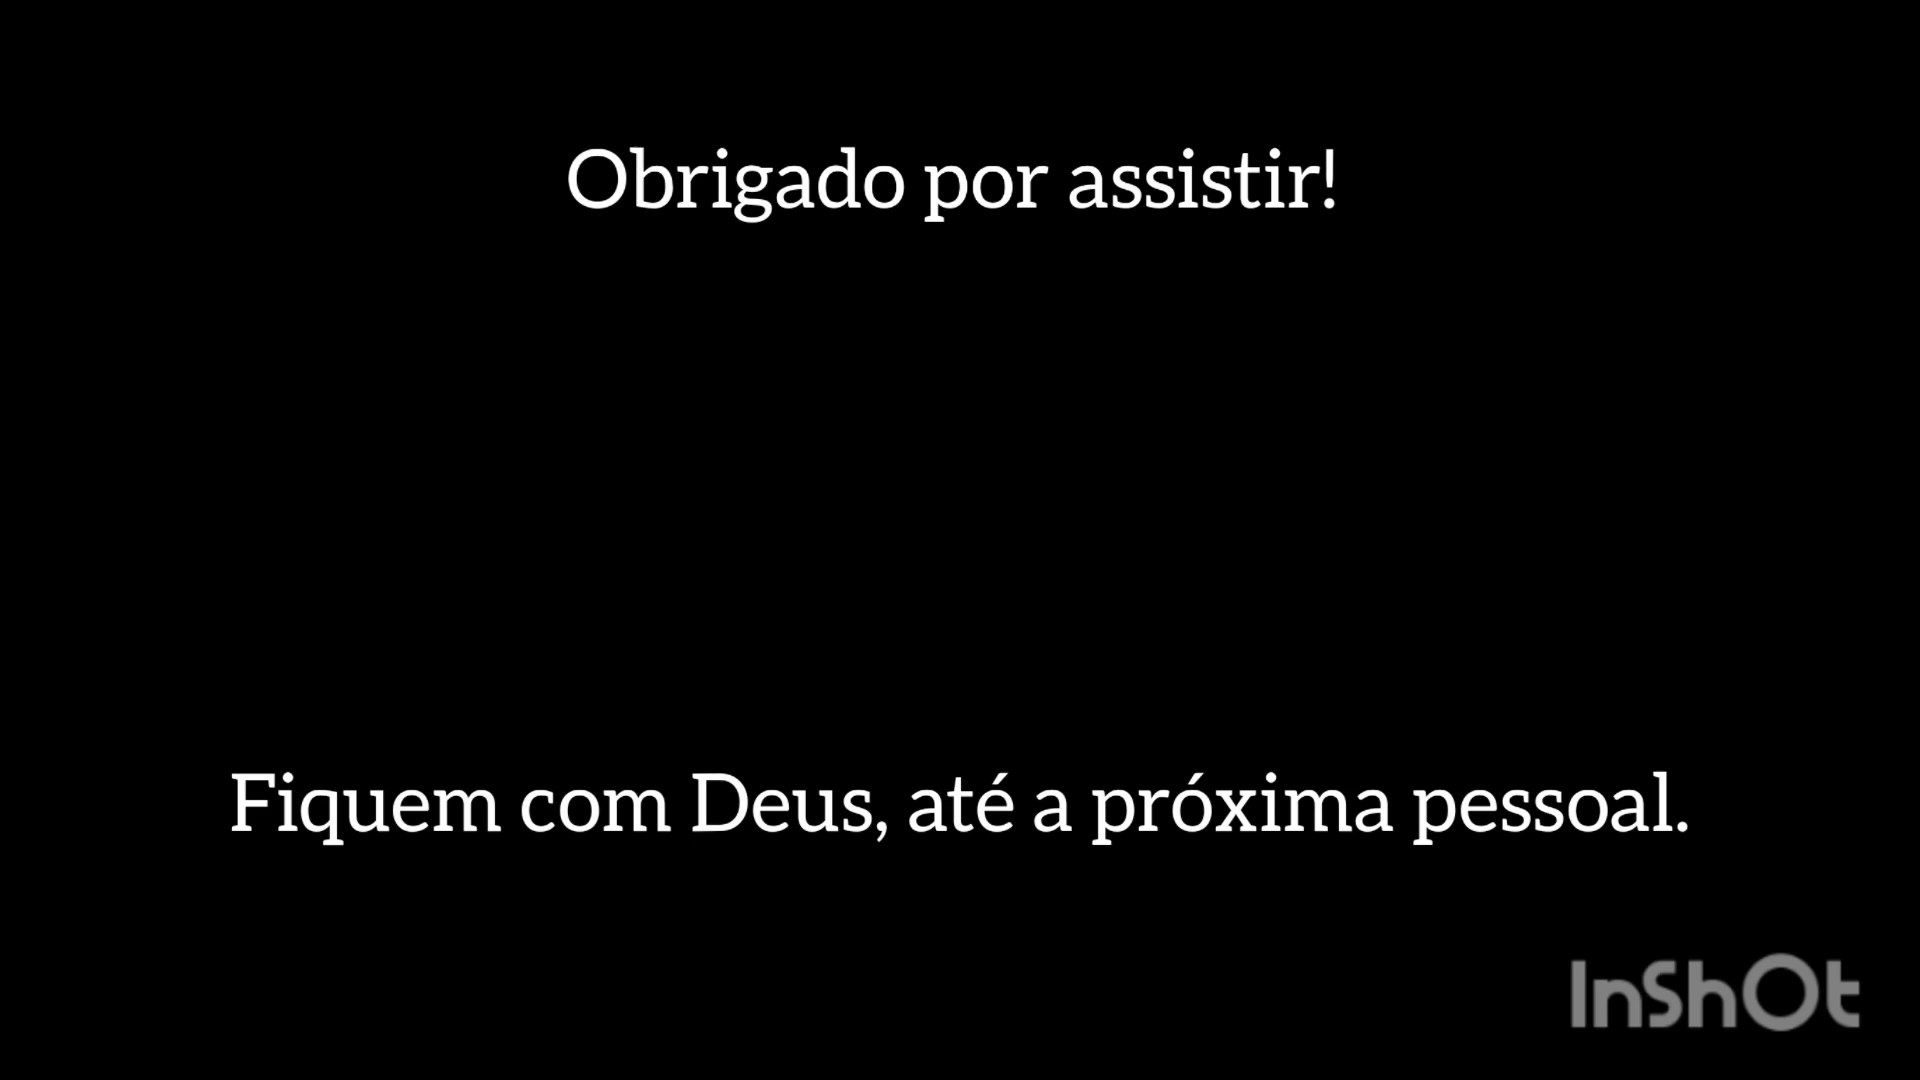 Obrigado por assistir!
Fiquem com Deus, até a próxima pessoal.
InShOt